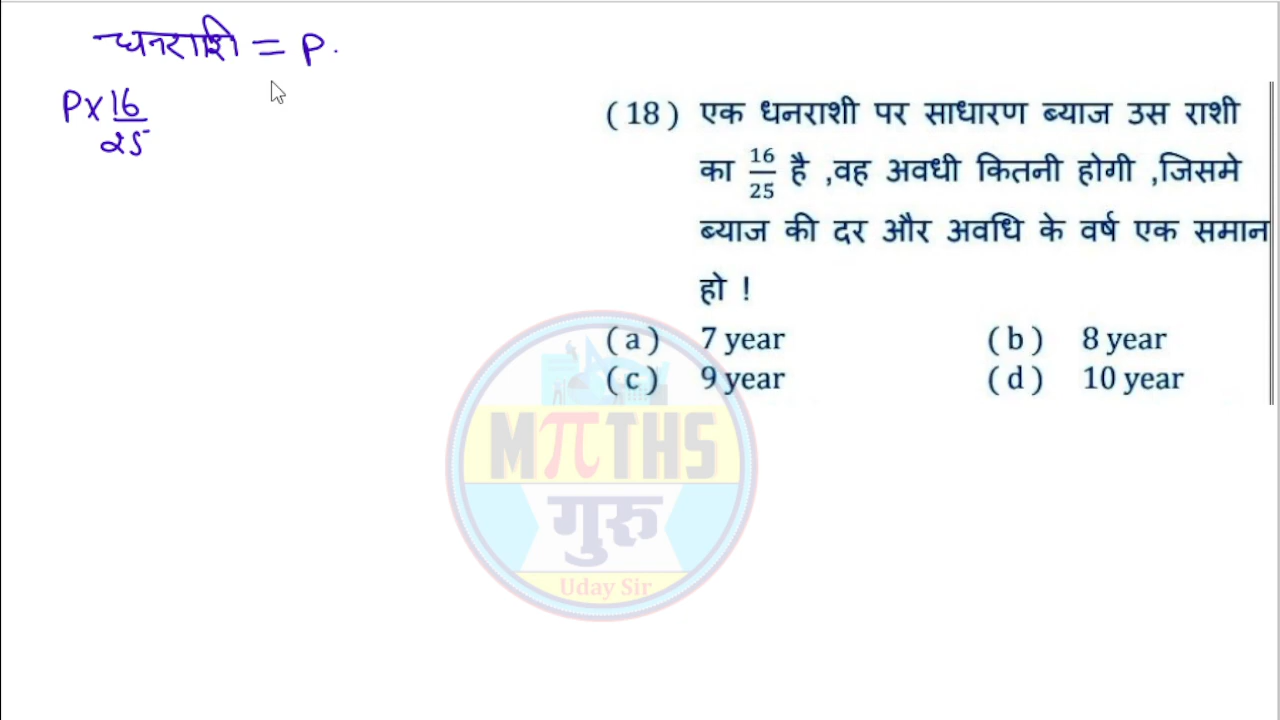 धनराशि = P.
P × 16/25
( 18 ) एक धनराशी पर साधारण ब्याज उस राशी
का 16/25 है ,वह अवधी कितनी होगी ,जिसमे
ब्याज की दर और अवधि के वर्ष एक समान
हो !
( a ) 7 year ( b ) 8 year
( c ) 9 year ( d ) 10 year
MπTHS
गुरु
Uday Sir